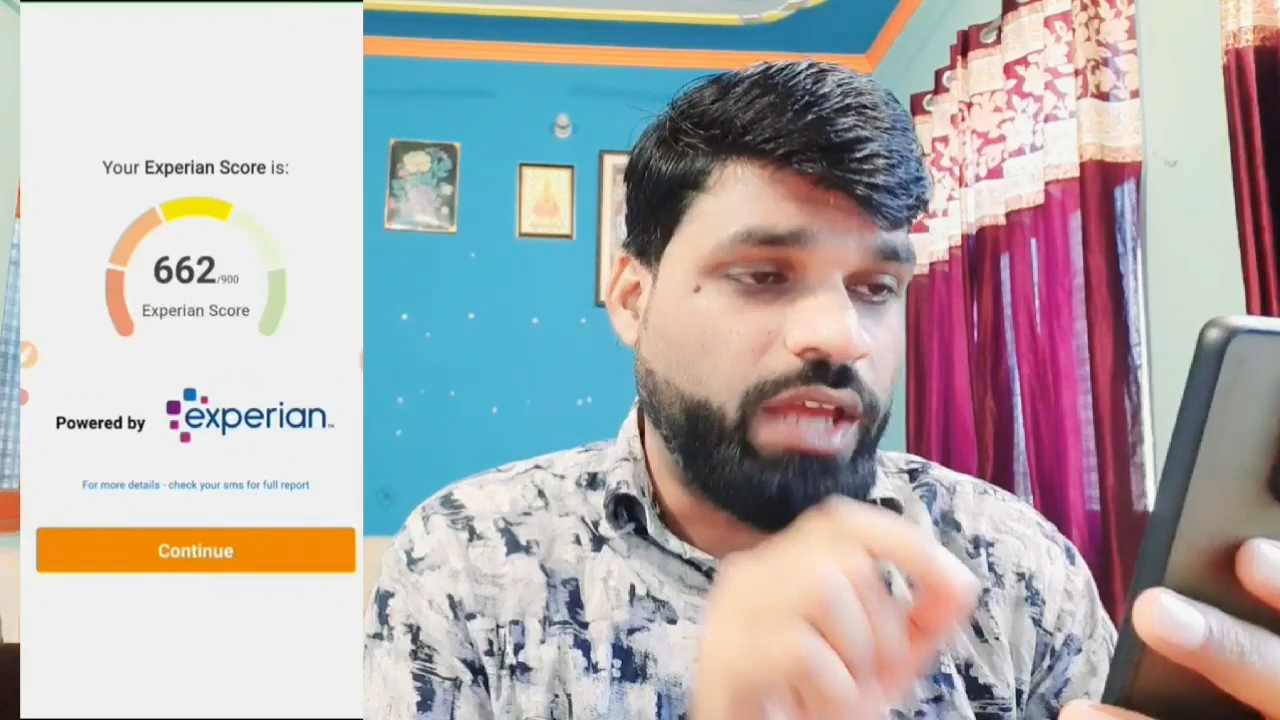 Your Experian Score is:
662/900
Experian Score
Powered by experian™
For more details - check your sms for full report
Continue